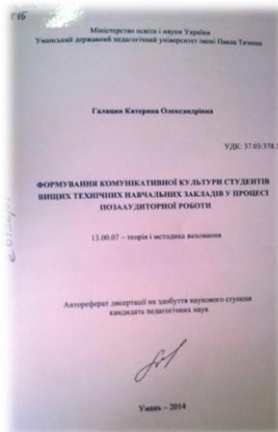 Міністерство освіти і науки України
Уманський державний педагогічний університет імені Павла Тичини
Галацин Катерина Олександрівна
УДК: 37.03:378.
ФОРМУВАННЯ КОМУНІКАТИВНОЇ КУЛЬТУРИ СТУДЕНТІВ
ВИЩИХ ТЕХНІЧНИХ НАВЧАЛЬНИХ ЗАКЛАДІВ У ПРОЦЕСІ
ПОЗААУДИТОРНОЇ РОБОТИ
13.00.07 – теорія і методика виховання
Автореферат дисертації на здобуття наукового ступеня
кандидата педагогічних наук
Умань – 2014